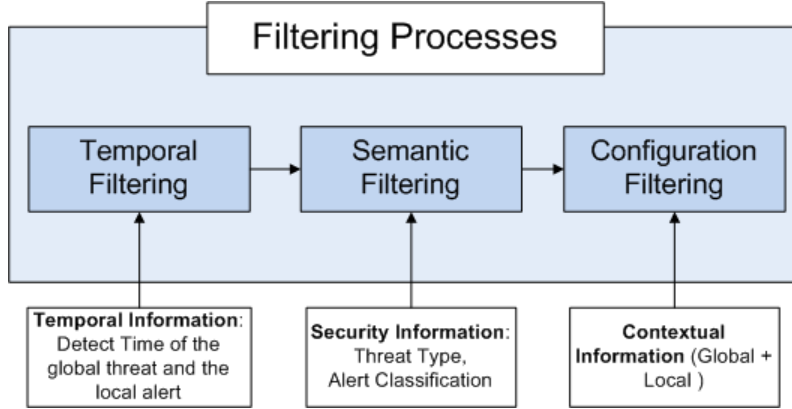 Filtering Processes
Temporal
Filtering
Semantic
Filtering
Configuration
Filtering
Temporal Information:
Detect Time of the
global threat and the
local alert
Security Information:
Threat Type,
Alert Classification
Contextual
Information (Global +
Local )